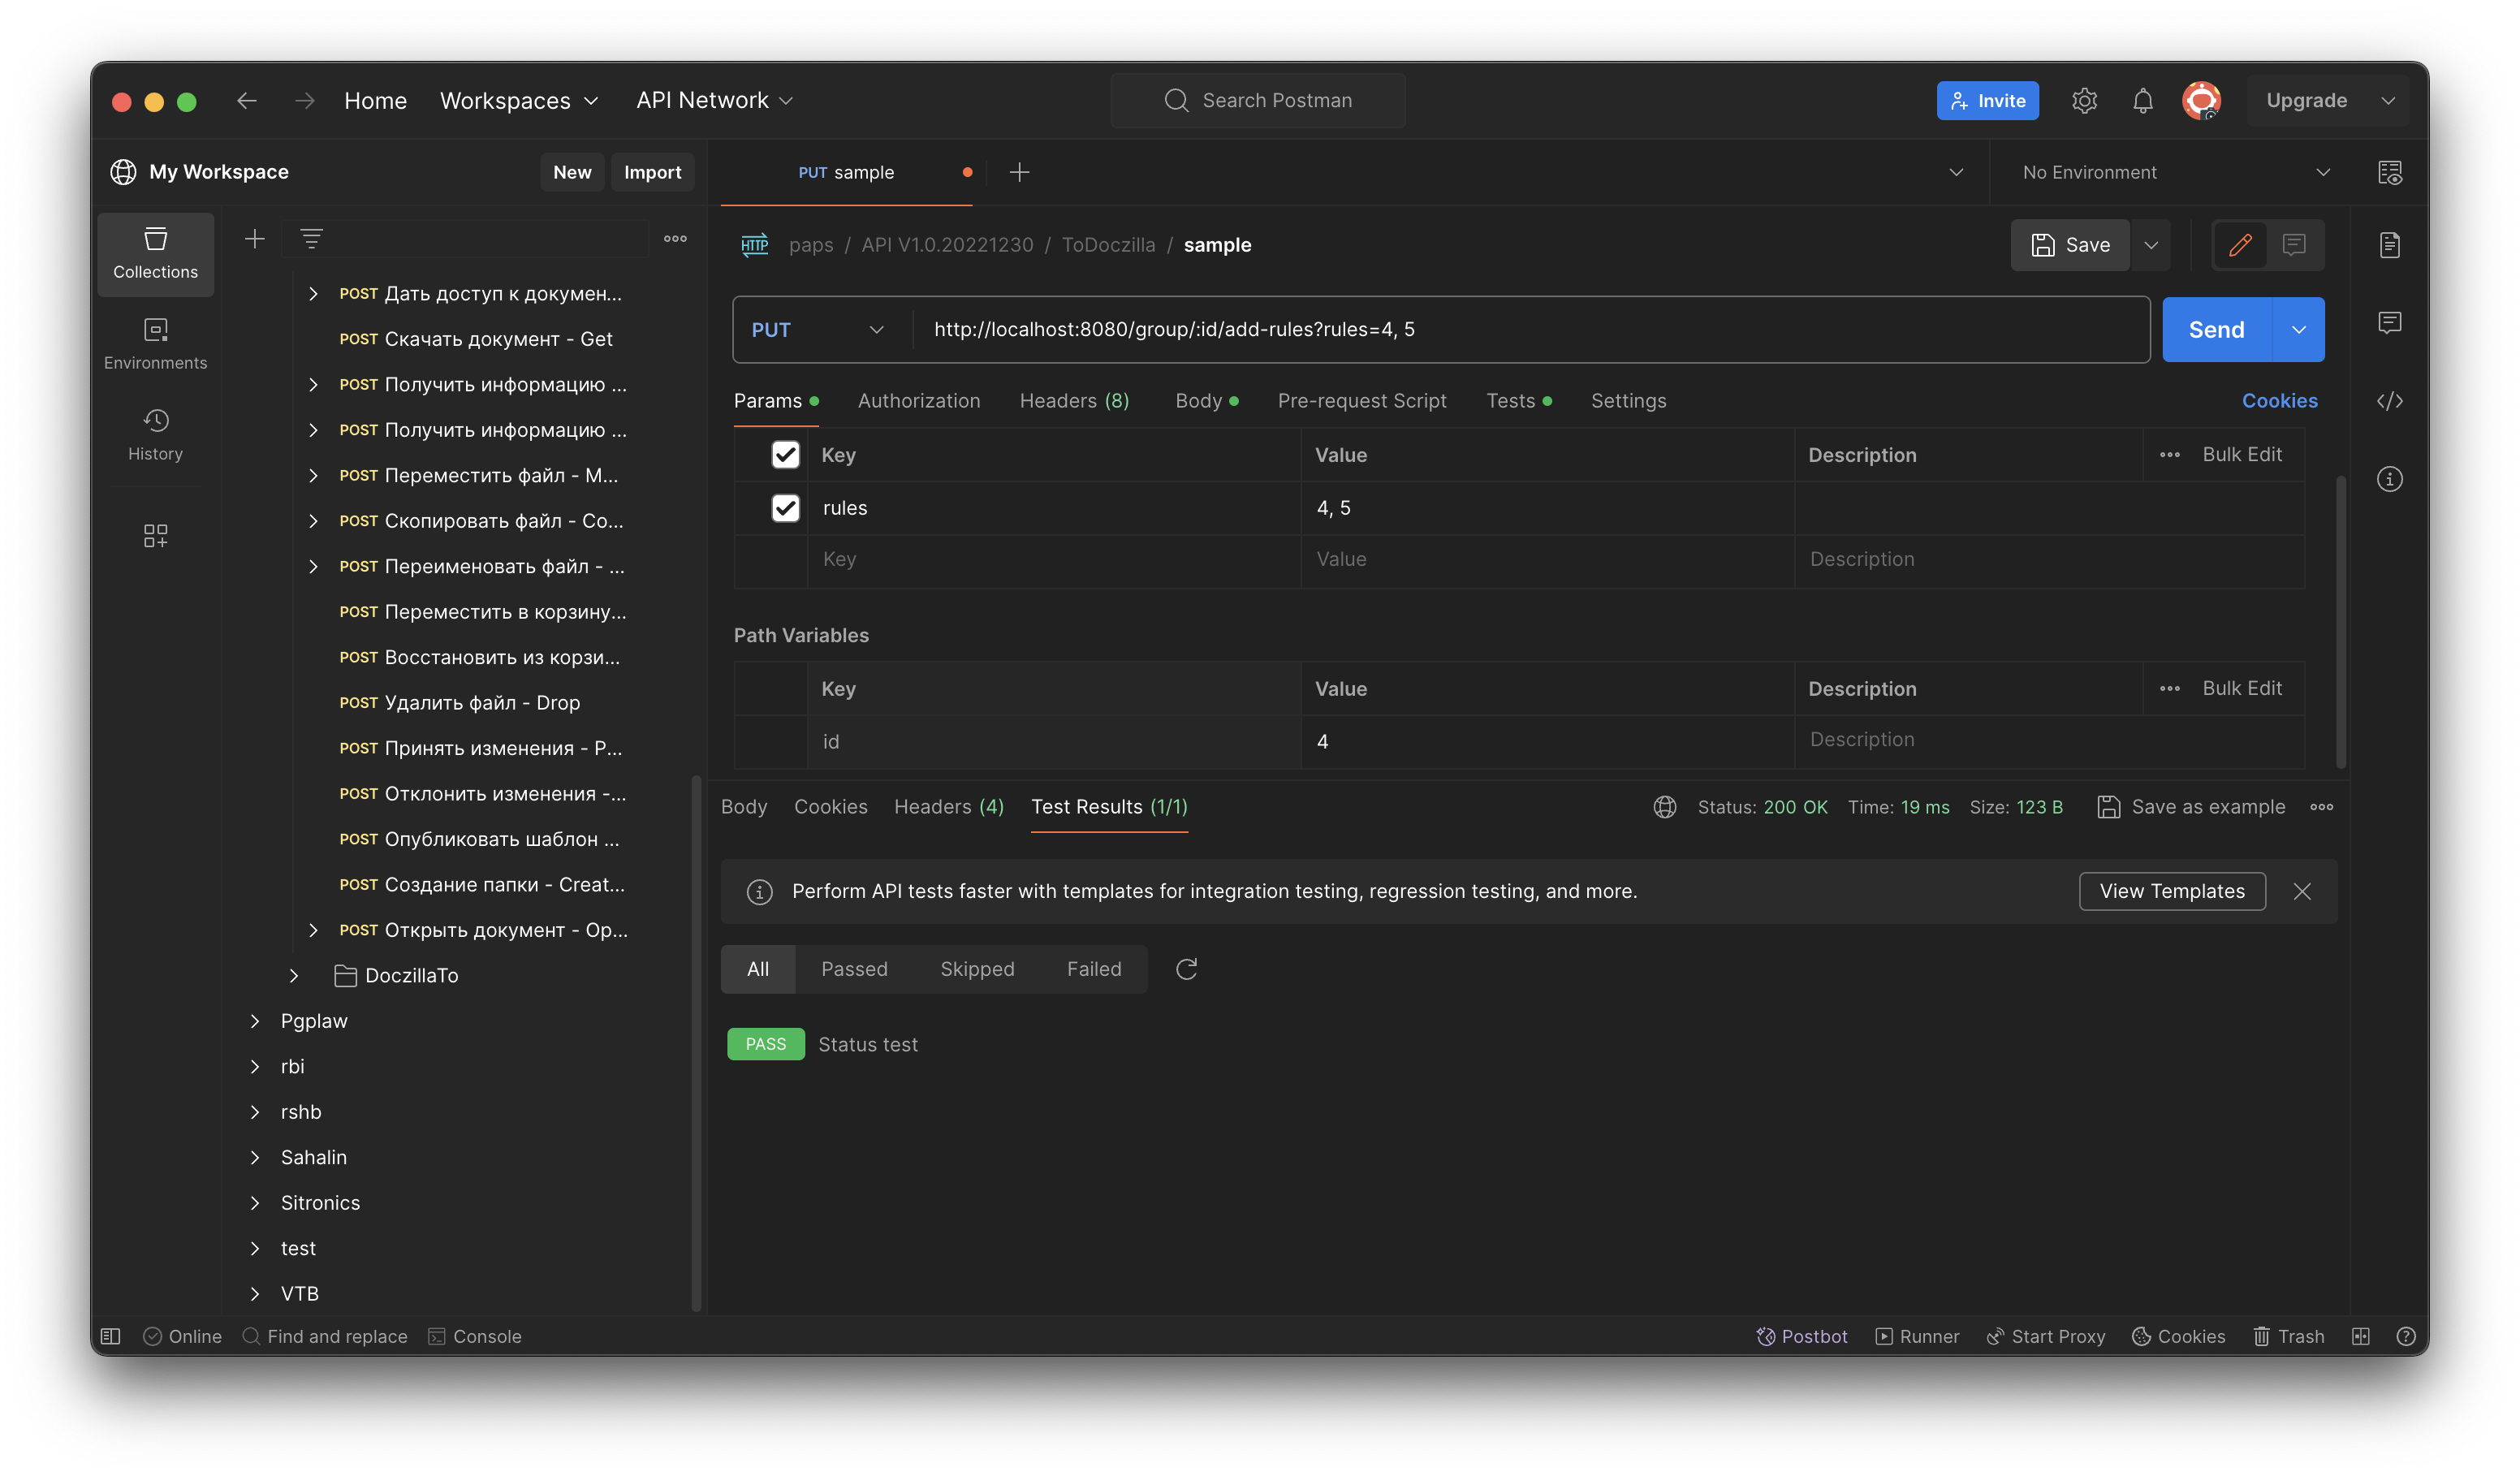 Home Workspaces API Network Search Postman Invite Upgrade
My Workspace New Import
PUT sample No Environment
Collections
Environments
History
POST Дать доступ к докумен...
POST Скачать документ - Get
POST Получить информацию ...
POST Получить информацию ...
POST Переместить файл - M...
POST Скопировать файл - Co...
POST Переименовать файл - ...
POST Переместить в корзину...
POST Восстановить из корзи...
POST Удалить файл - Drop
POST Принять изменения - P...
POST Отклонить изменения -...
POST Опубликовать шаблон ...
POST Создание папки - Creat...
POST Открыть документ - Op...
DoczillaTo
Pgplaw
rbi
rshb
Sahalin
Sitronics
test
VTB
HTTP paps / API V1.0.20221230 / ToDoczilla / sample Save
PUT http://localhost:8080/group/:id/add-rules?rules=4, 5 Send
Params Authorization Headers (8) Body Pre-request Script Tests Settings Cookies
Key Value Description Bulk Edit
rules 4, 5
Key Value Description
Path Variables
Key Value Description Bulk Edit
id 4 Description
Body Cookies Headers (4) Test Results (1/1) Status: 200 OK Time: 19 ms Size: 123 B Save as example
Perform API tests faster with templates for integration testing, regression testing, and more. View Templates
All Passed Skipped Failed
PASS Status test
Online Find and replace Console Postbot Runner Start Proxy Cookies Trash